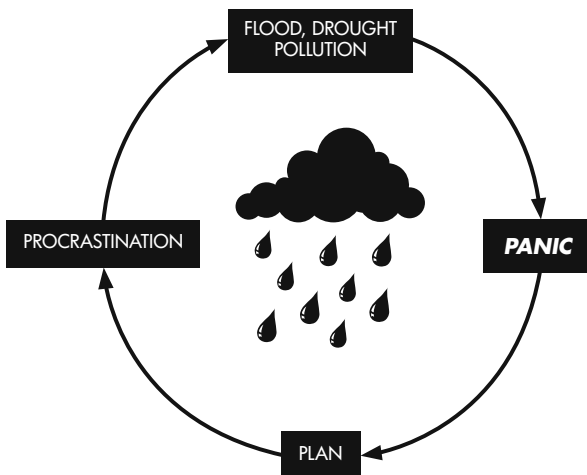 FLOOD, DROUGHT
POLLUTION
PANIC
PLAN
PROCRASTINATION